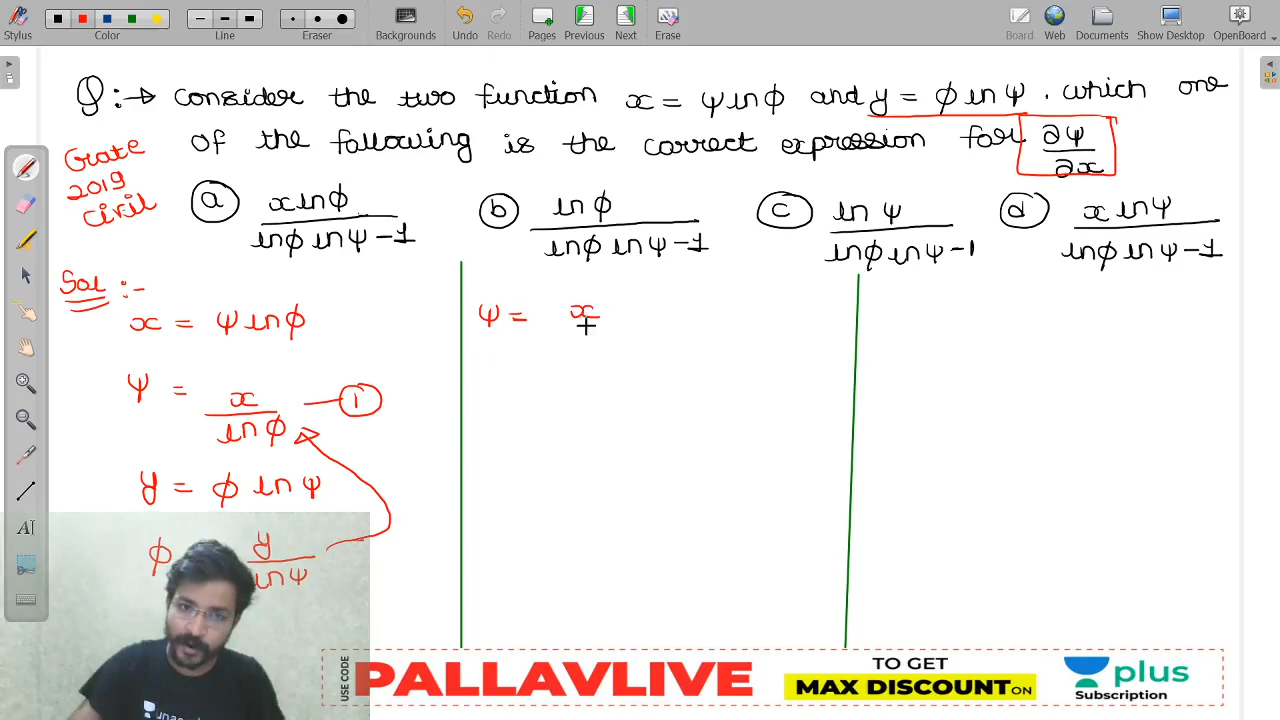 Stylus
Color
Line
Eraser
Backgrounds
Undo
Redo
Pages
Previous
Next
Erase
Board
Web
Documents
Show Desktop
OpenBoard
Q:→ consider the two function x = ψ ln ϕ and y = ϕ ln ψ. which one
of the following is the correct expression for ∂ψ/∂x
Grate
2019
civil
a x ln ϕ / ln ϕ ln ψ − 1
b ln ϕ / ln ϕ ln ψ − 1
c ln ψ / ln ϕ ln ψ − 1
d x ln ψ / ln ϕ ln ψ − 1
Sol :-
x = ψ ln ϕ
ψ = x / ln ϕ — 1
y = ϕ ln ψ
ϕ y / ln ψ
ψ = x
USE CODE
PALLAVLIVE
TO GET
MAX DISCOUNT ON
plus
Subscription